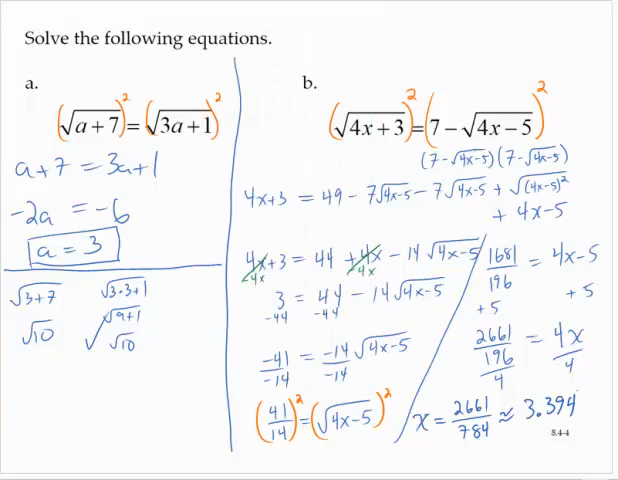 Solve the following equations.
a.
(√(a+7))² = (√(3a+1))²
a+7 = 3a+1
-2a = -6
a = 3
√(3+7)   √(3·3+1)
√(9+1)
√10   ✓ √10
b.
(√(4x+3))² = (7 − √(4x−5))²
(7-√(4x-5)) (7-√(4x-5))
4x+3 = 49 - 7√(4x-5) - 7√(4x-5) + √((4x-5)²)
+ 4x-5
4x+3 = 44 + 4x - 14√(4x-5)
-4x   -4x
3 = 44 - 14√(4x-5)
-44   -44
-41/-14 = -14/-14 √(4x-5)
(41/14)² = (√(4x-5))²
1681/196 = 4x-5
+5   +5
2661/196 = 4x
/4   /4
x = 2661/784 ≈ 3.394
8.4-4